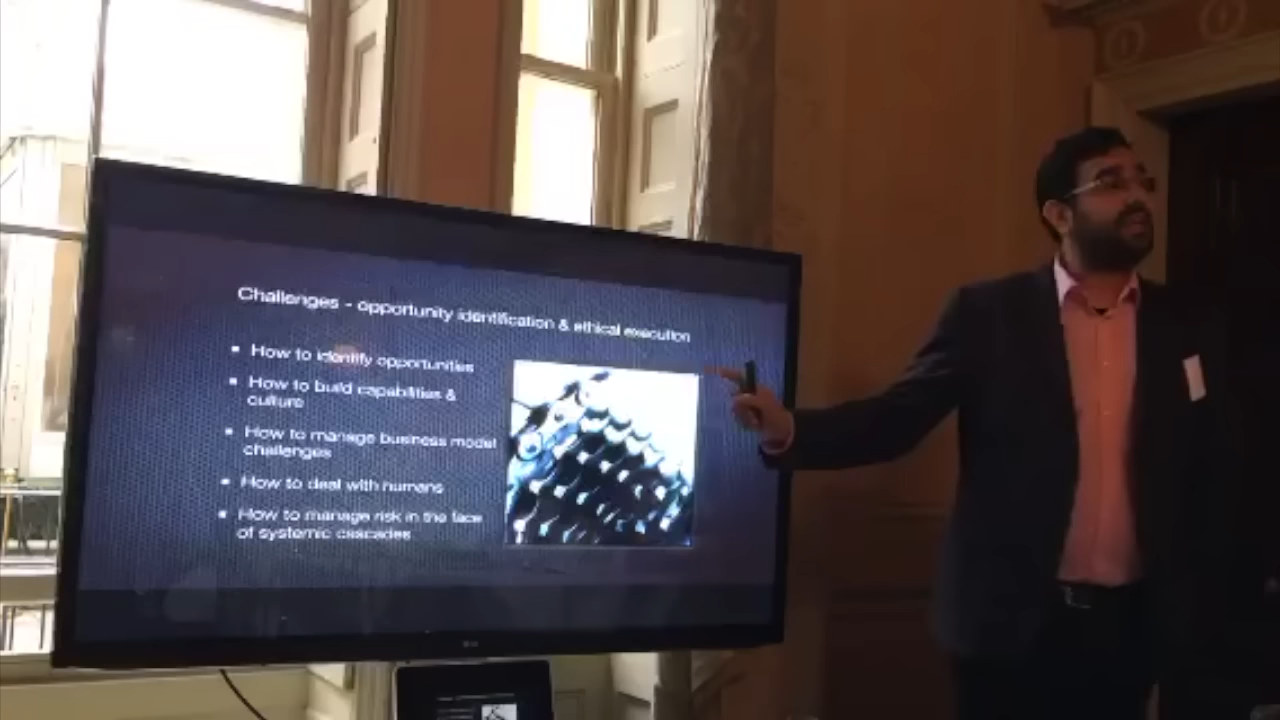 Challenges - opportunity identification & ethical execution
How to identify opportunities
How to build capabilities &
culture
How to manage business model
challenges
How to deal with humans
How to manage risk in the face
of systemic cascades